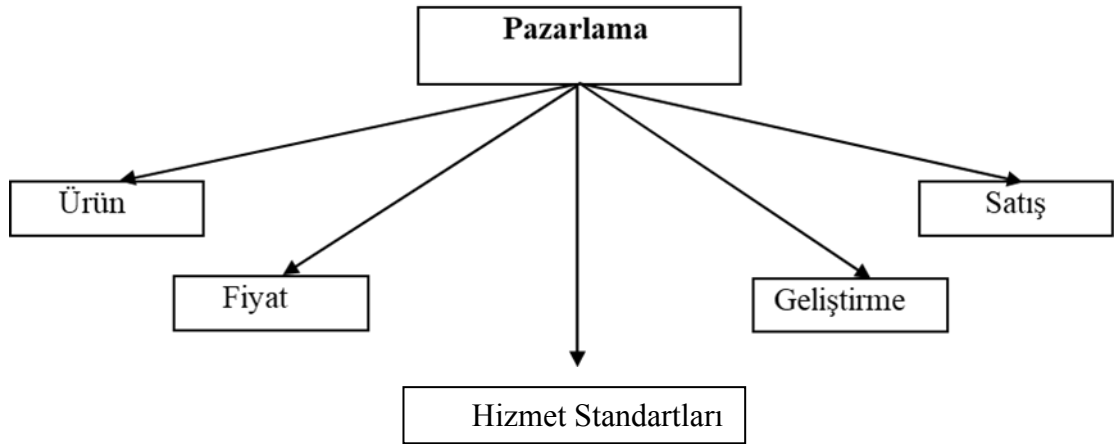 Pazarlama
Ürün
Satış
Fiyat
Geliştirme
Hizmet Standartları